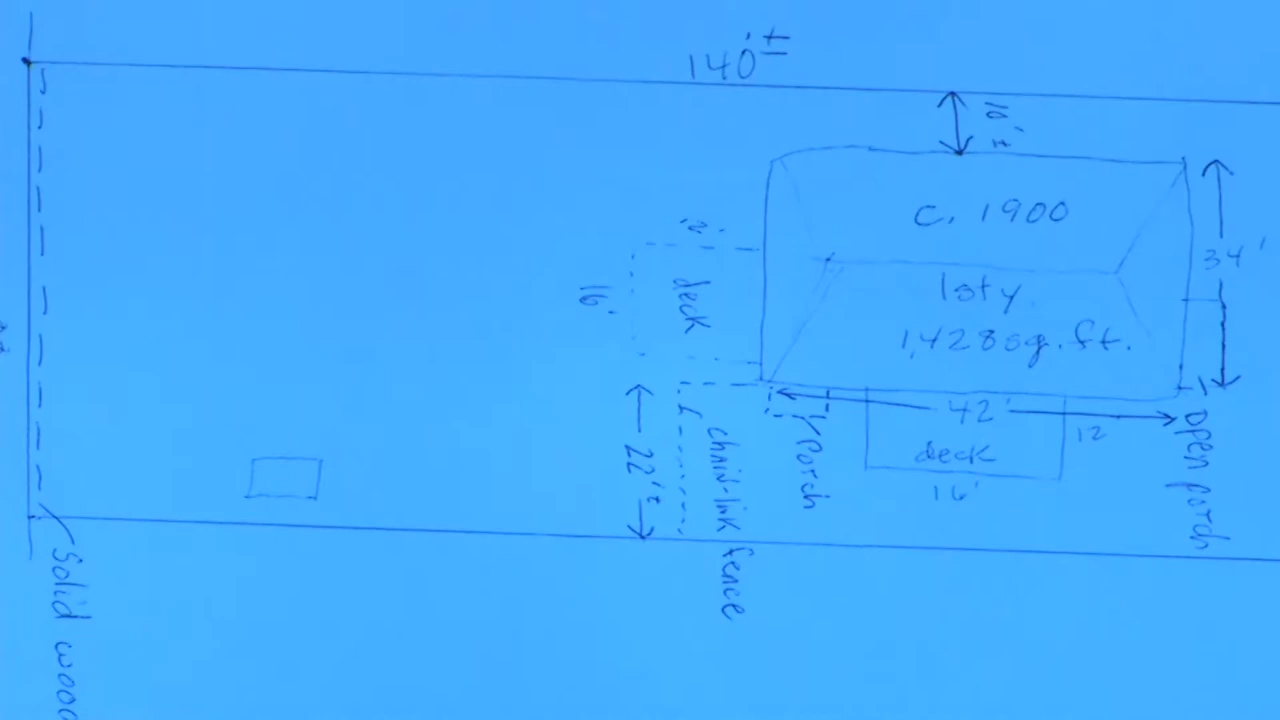 140'±
10'±
C. 1900
34'
1 sty
1,428 sq. ft.
12'
deck
16'
42'
12
deck
16'
Porch
open porch
22'±
chain-link fence
Solid wood